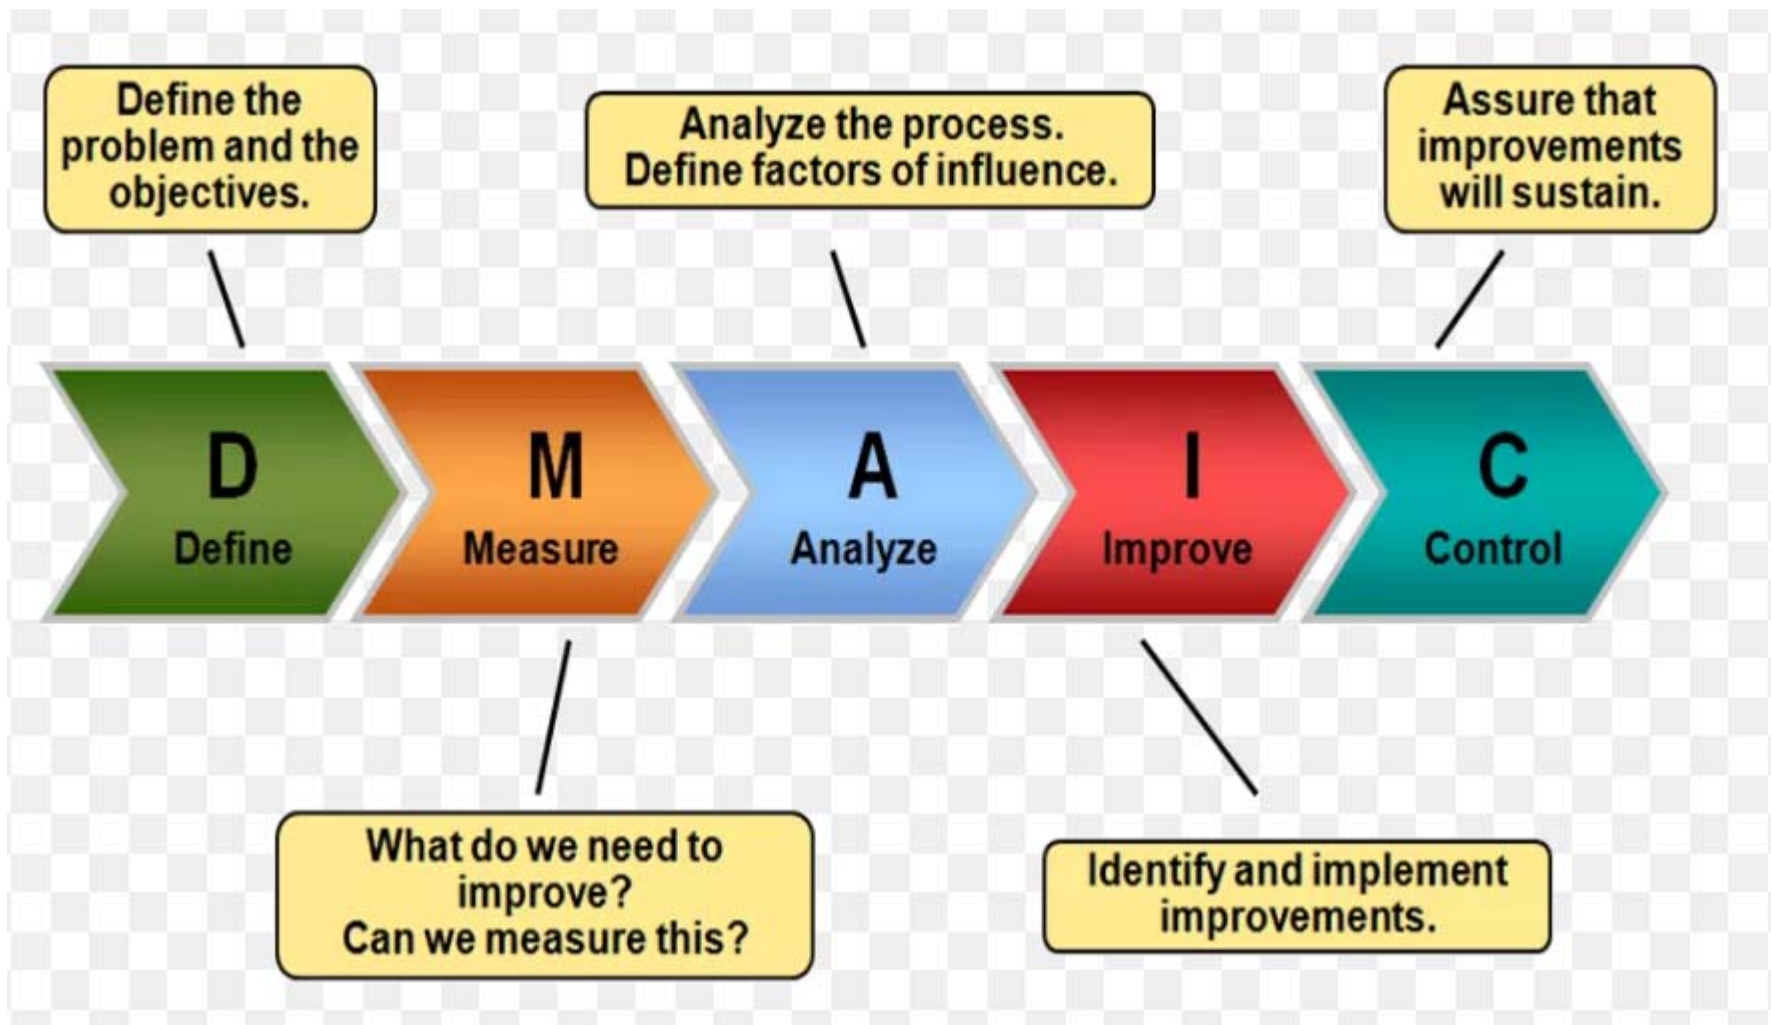 Define the
problem and the
objectives.
Analyze the process.
Define factors of influence.
Assure that
improvements
will sustain.
D
Define
M
Measure
A
Analyze
I
Improve
C
Control
What do we need to
improve?
Can we measure this?
Identify and implement
improvements.